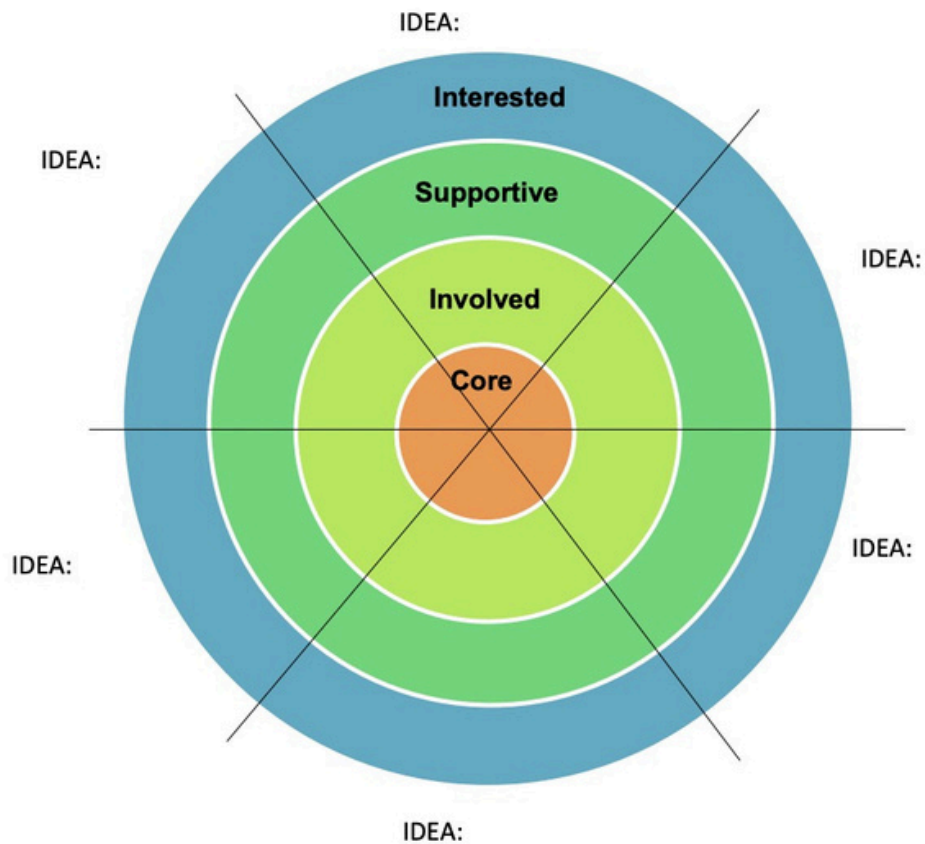 IDEA:
Interested
IDEA:
Supportive
IDEA:
Involved
Core
IDEA:
IDEA:
IDEA: